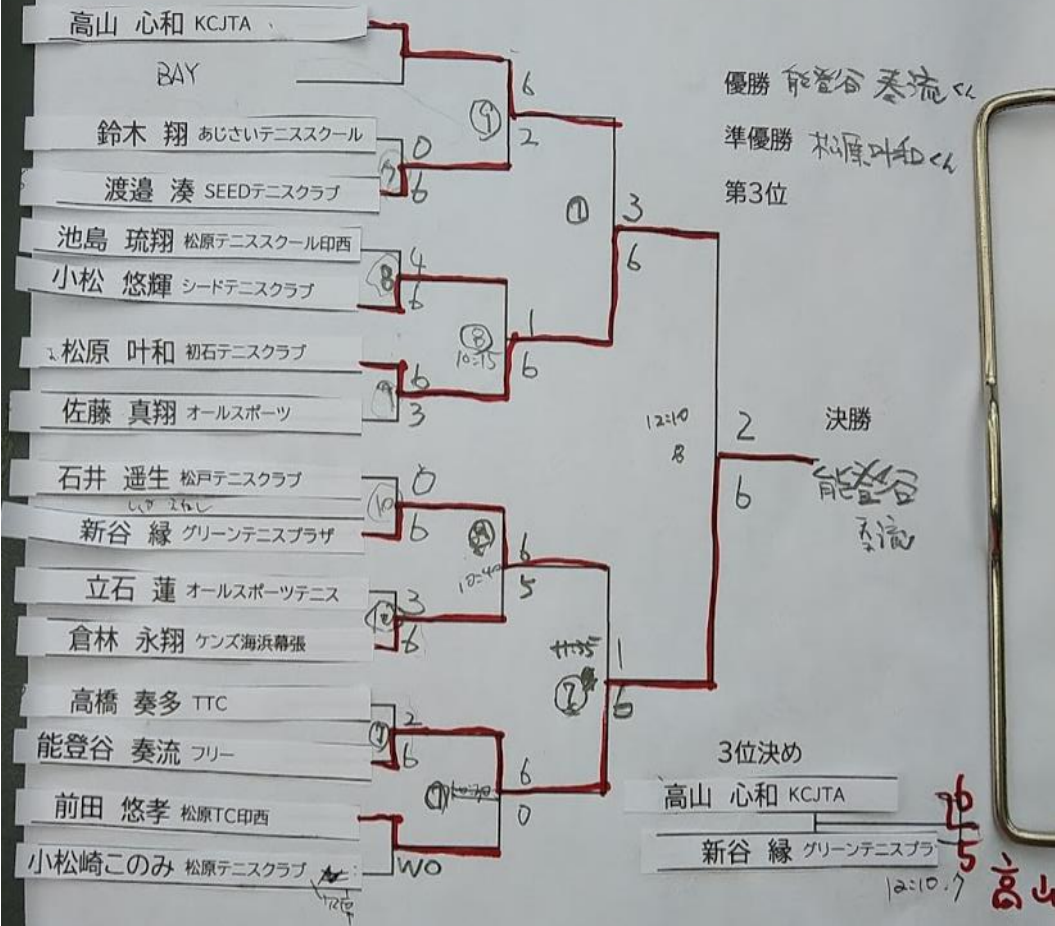 高山 心和 KCJTA
BAY
鈴木 翔 あじさいテニススクール
渡邉 湊 SEEDテニスクラブ
池島 琉翔 松原テニススクール印西
小松 悠輝 シードテニスクラブ
松原 叶和 初石テニスクラブ
佐藤 真翔 オールスポーツ
石井 遥生 松戸テニスクラブ
新谷 縁 グリーンテニスプラザ
立石 蓮 オールスポーツテニス
倉林 永翔 ケンズ海浜幕張
高橋 奏多 TTC
能登谷 奏流 フリー
前田 悠孝 松原TC印西
小松崎このみ 松原テニスクラブ
0
6
4
6
6
3
0
6
3
6
2
6
WO
⑨
6
2
⑧
10:15
1
6
6
5
10:40
6
0
①
3
6
⑦
1
6
12:10
8
2
6
優勝 能登谷 奏流くん
準優勝 松原叶和くん
第3位
決勝
能登谷
奏流
3位決め
高山 心和 KCJTA
6
新谷 縁 グリーンテニスプラ
5
12:10.7
高山